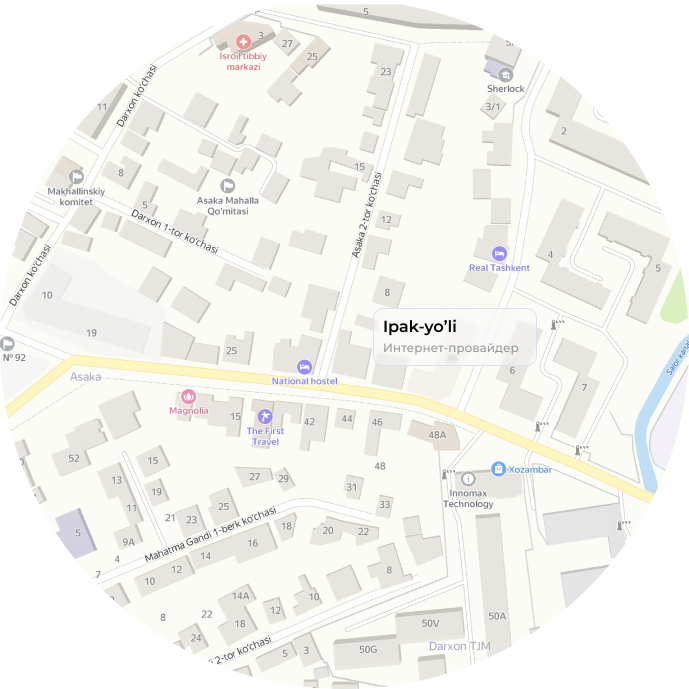 5
3
27
Isroil tibbiy
markazi
25
23
Sherlock
3/1
11
Darxon ko'chasi
2
8
15
Makhallinskiy
komitet
Asaka Mahalla
Qo'mitasi
5
Darxon 1-tor ko'chasi
Asaka 2-tor ko'chasi
12
4
5
Real Tashkent
Darxon ko'chasi
10
8
19
Ipak-yo’li
Интернет-провайдер
Nº 92
25
Asaka
National hostel
6
7
Magnolia
15
The First
Travel
42
44
46
48A
52
15
48
13
27
29
Xozambar
19
31
Innomax
Technology
11
25
33
5
21
23
9A
Mahatma Gandi 1-berk ko'chasi
18
20
22
4
14
16
7
12
10
8
14A
10
50A
8
22
12
18
50V
24
2-tor ko'chasi
5
3
50G
Darxon TJM